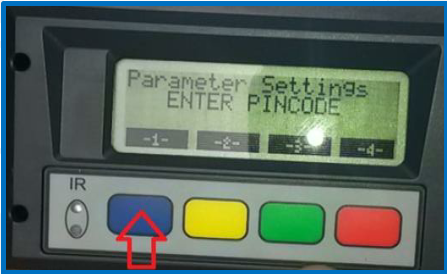 Parameter Settings
ENTER PINCODE
-1- -2- -3- -4-
IR